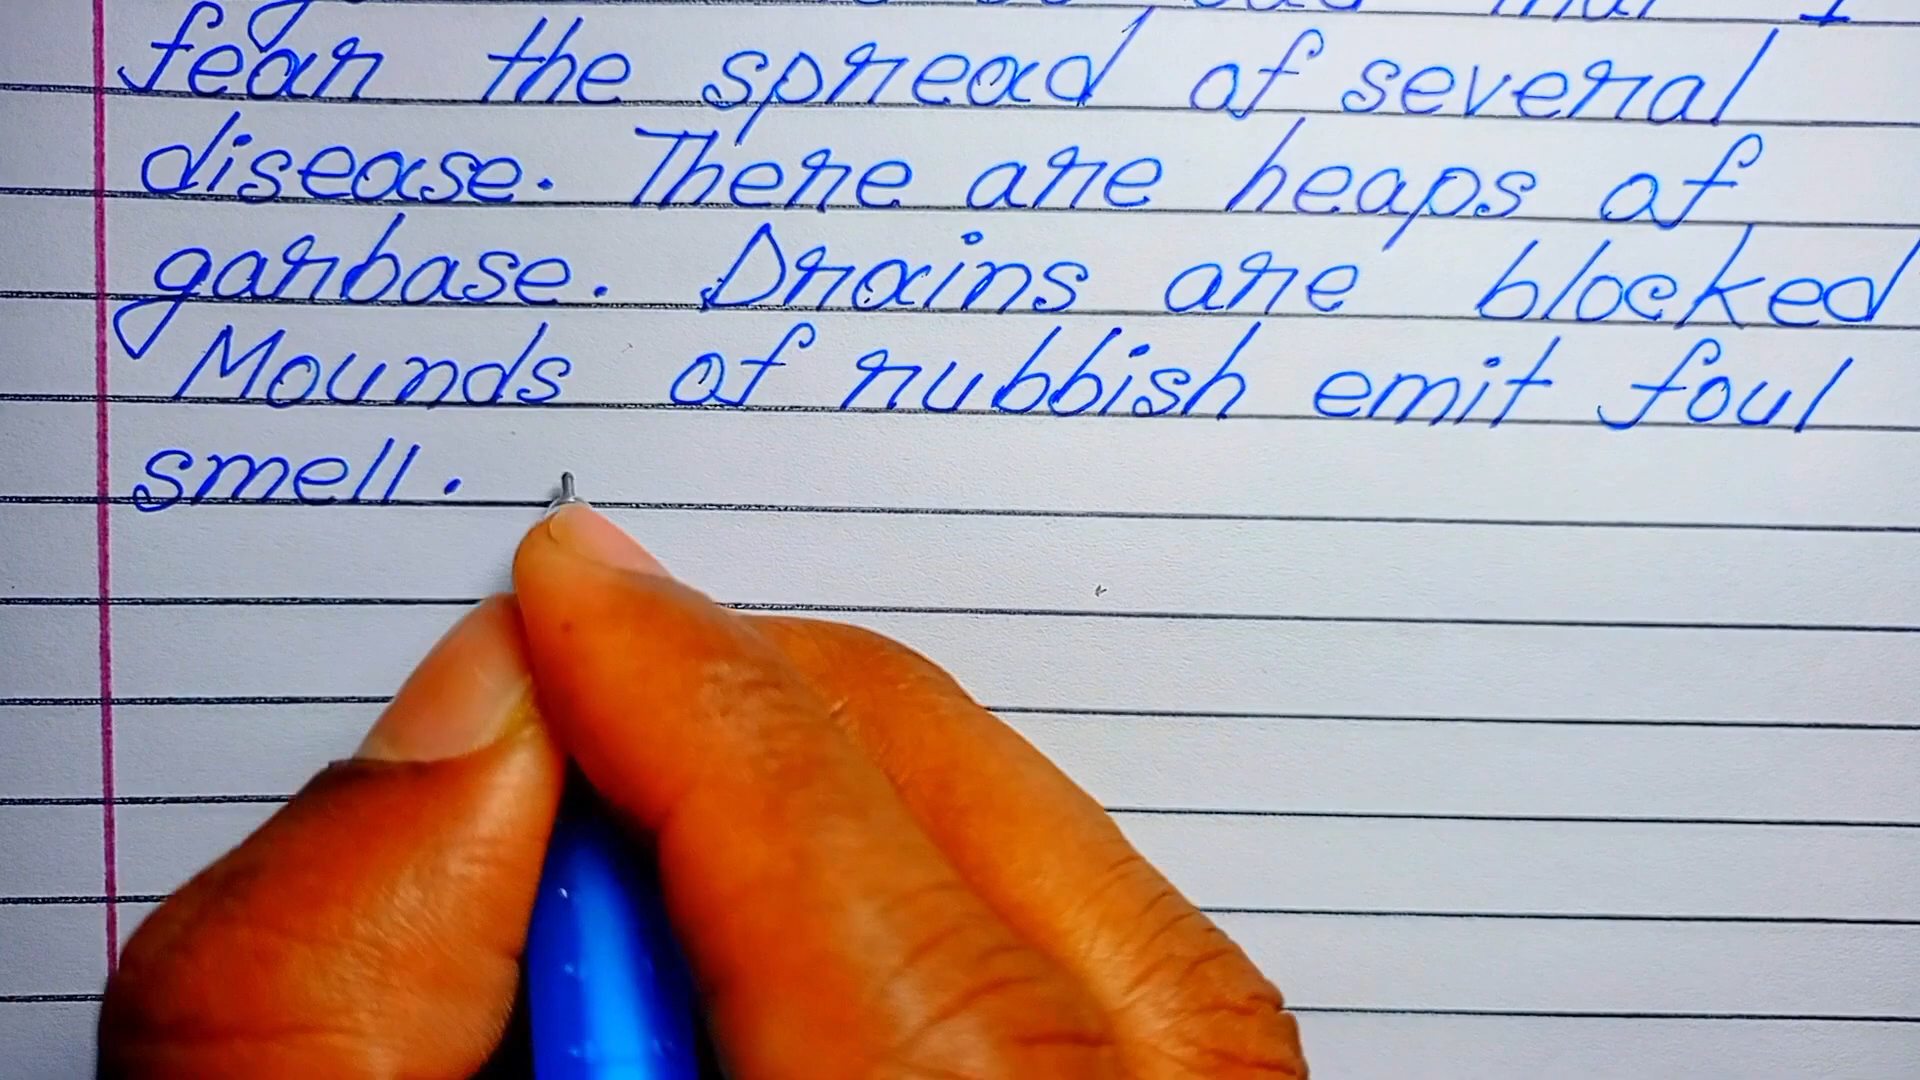 fear the spread of several
disease. There are heaps of
garbase. Drains are blocked
Mounds of rubbish emit foul
smell.